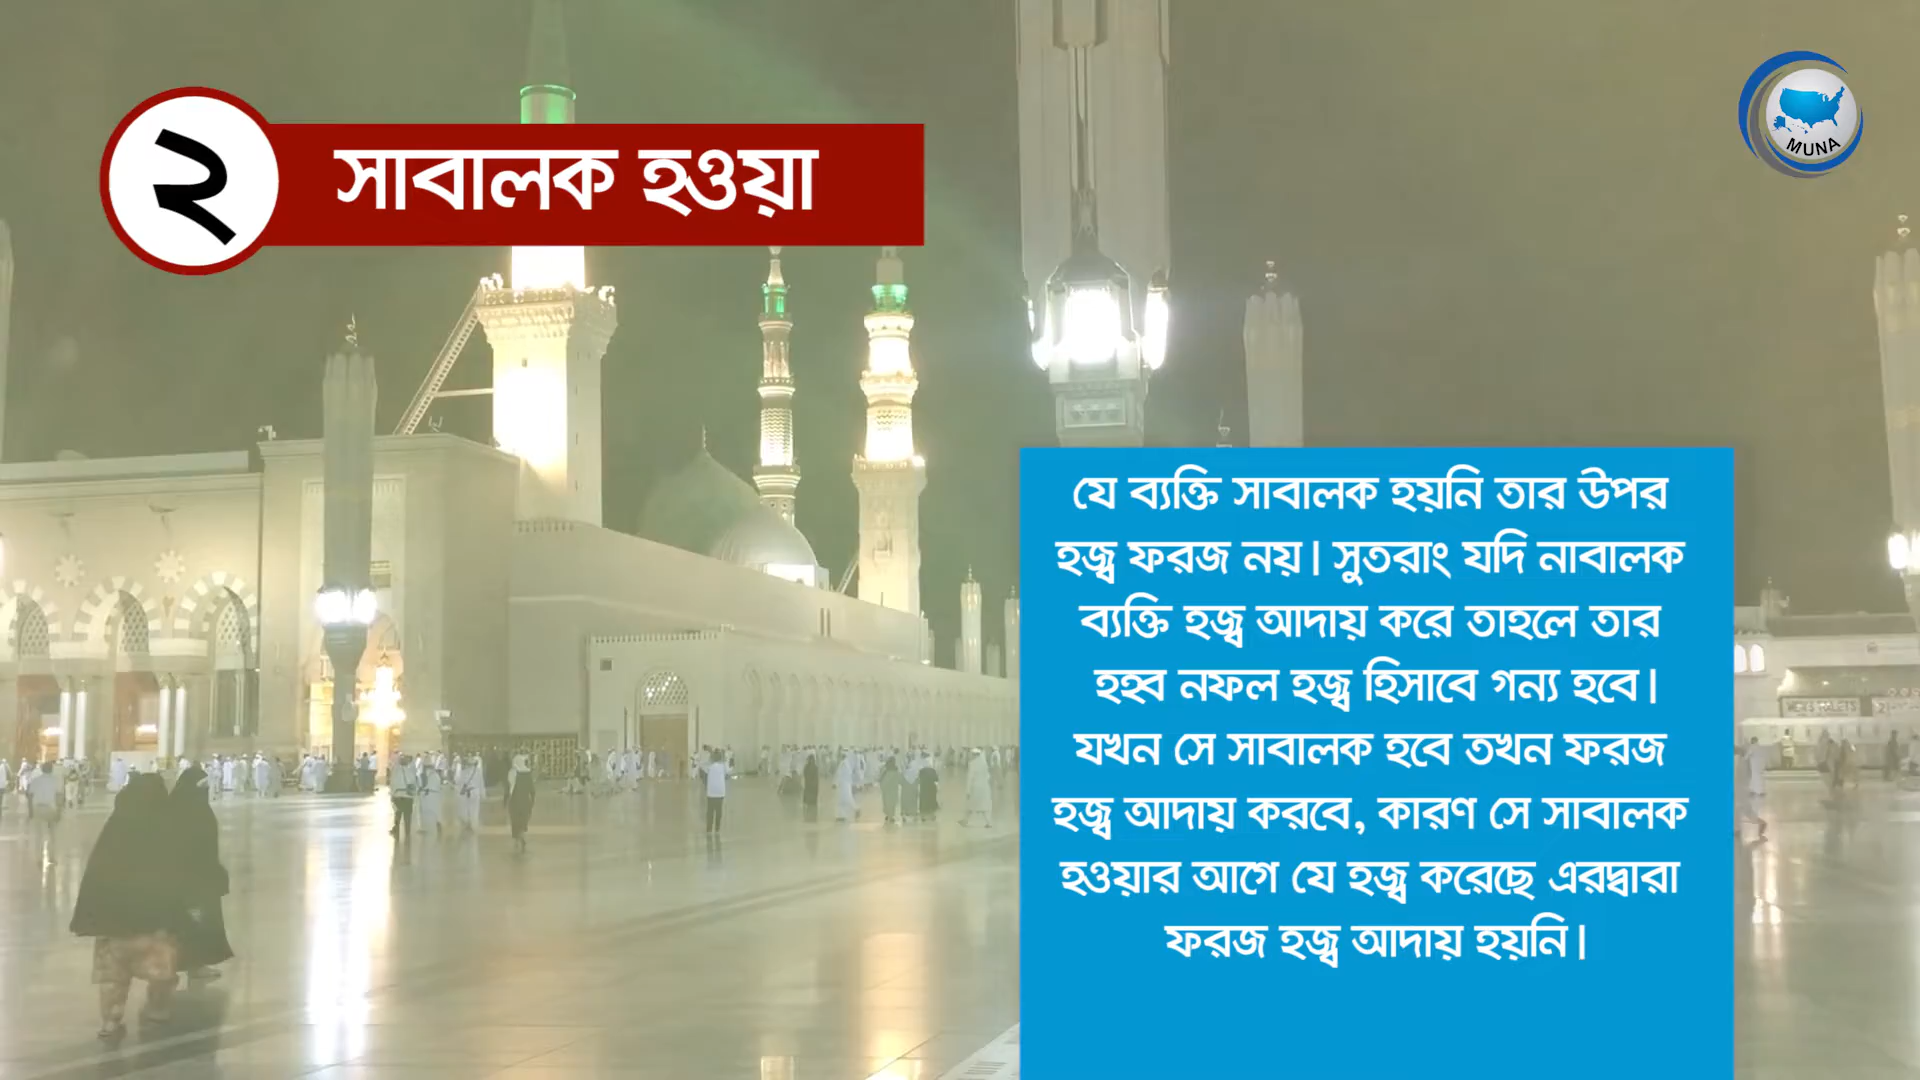 ২
সাবালক হওয়া
MUNA
যে ব্যক্তি সাবালক হয়নি তার উপর
হজ্ব ফরজ নয়। সুতরাং যদি নাবালক
ব্যক্তি হজ্ব আদায় করে তাহলে তার
হহ্ব নফল হজ্ব হিসাবে গন্য হবে।
যখন সে সাবালক হবে তখন ফরজ
হজ্ব আদায় করবে, কারণ সে সাবালক
হওয়ার আগে যে হজ্ব করেছে এরদ্বারা
ফরজ হজ্ব আদায় হয়নি।